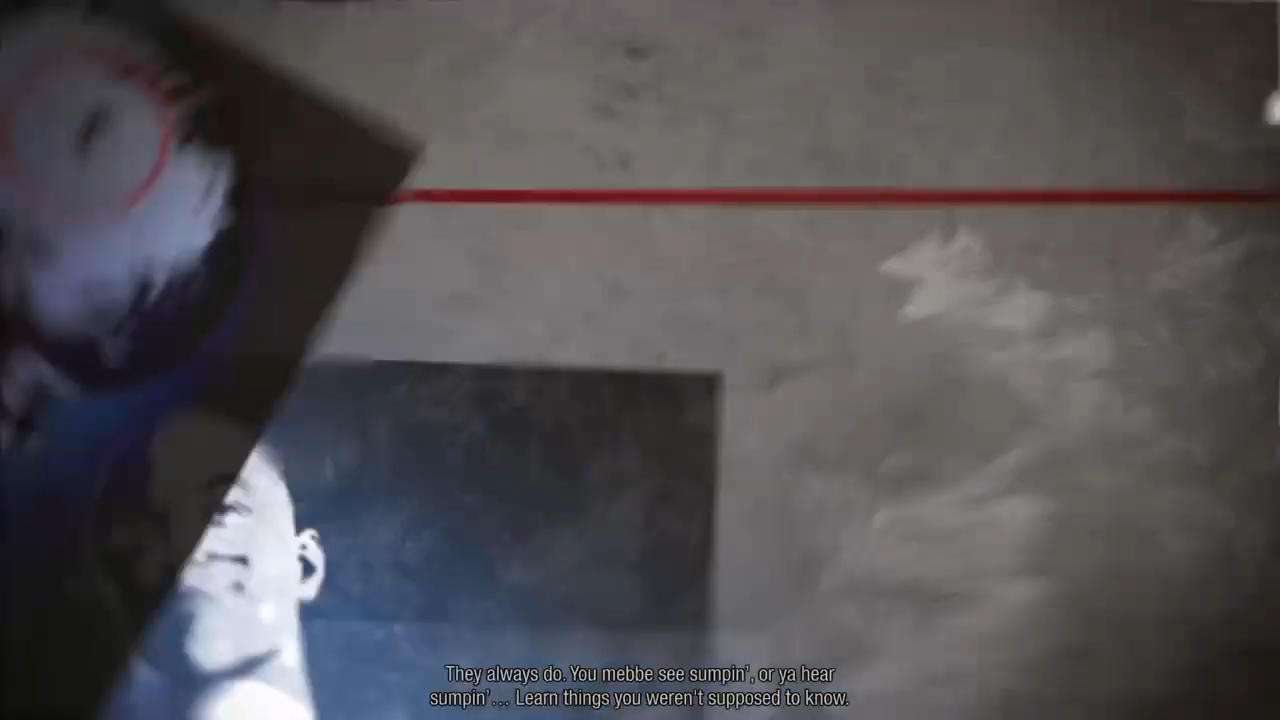 They always do. You mebbe see sumpin', or ya hear
sumpin'... Learn things you weren't supposed to know.